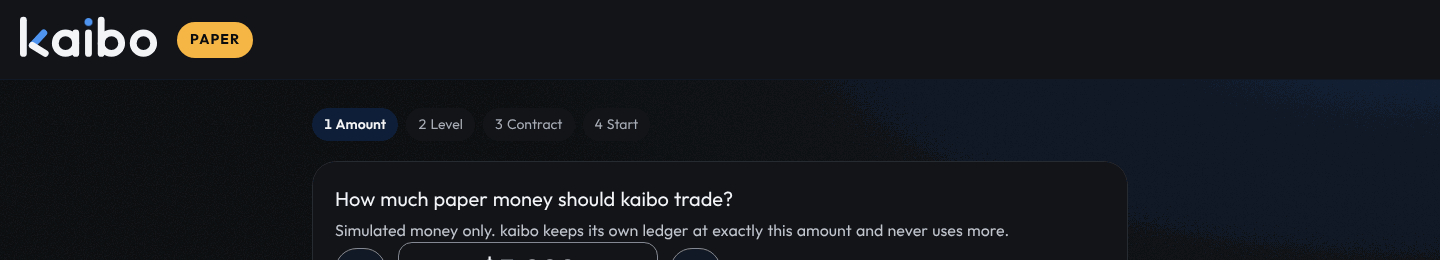 kaibo PAPER
1 Amount 2 Level 3 Contract 4 Start
How much paper money should kaibo trade?
Simulated money only. kaibo keeps its own ledger at exactly this amount and never uses more.